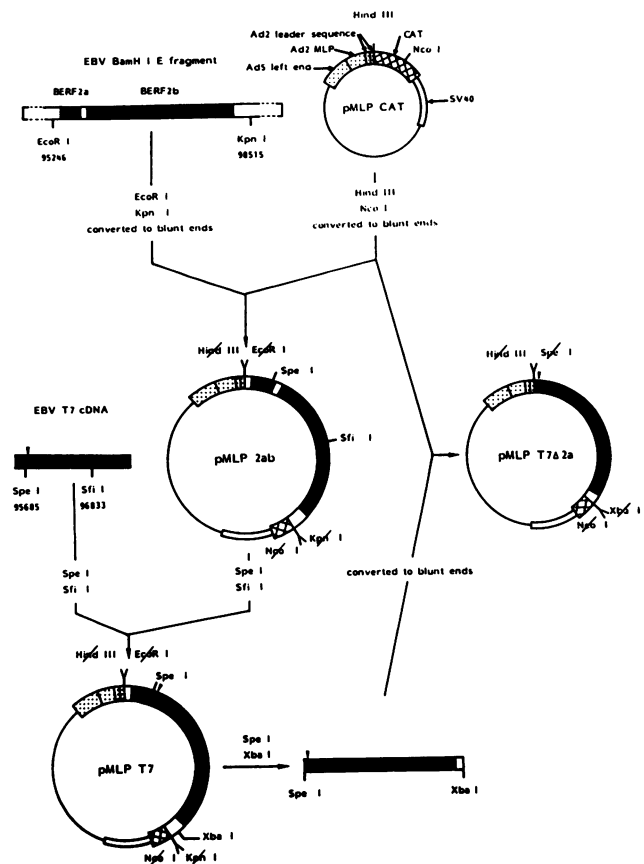 Hind III
Ad2 leader sequence
CAT
Ad2 MLP
Nco I
EBV BamH I E fragment
Ad5 left end
BERF2a
BERF2b
pMLP CAT
SV40
EcoR I
95246
Kpn I
98515
EcoR I
Kpn I
converted to blunt ends
Hind III
Nco I
converted to blunt ends
Hind III
EcoR I
Spe I
Hind III
Spe I
EBV T7 cDNA
Sfi I
pMLP 2ab
pMLP T7Δ2a
Spe I
95685
Sfi I
96833
Xba I
Nco I
Kpn I
Nco I
Spe I
Sfi I
Spe I
Sfi I
converted to blunt ends
Hind III
EcoR I
Spe I
Spe I
Xba I
pMLP T7
Spe I
Xba I
Xba I
Nco I
Kpn I